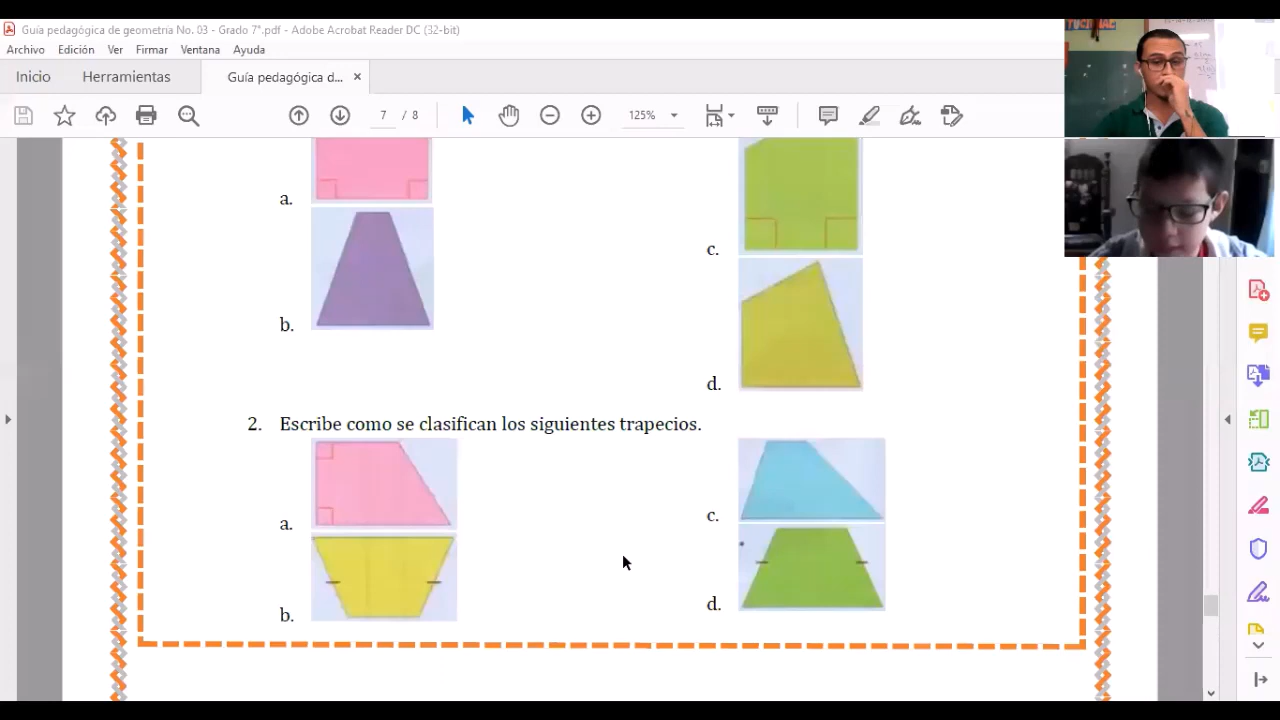 Guía pedagógica de geometría No. 03 - Grado 7°.pdf - Adobe Acrobat Reader DC (32-bit)
Archivo Edición Ver Firmar Ventana Ayuda
Inicio Herramientas Guía pedagógica d... ×
7 / 8 125%
a.
b.
c.
d.
2. Escribe como se clasifican los siguientes trapecios.
a.
b.
c.
d.